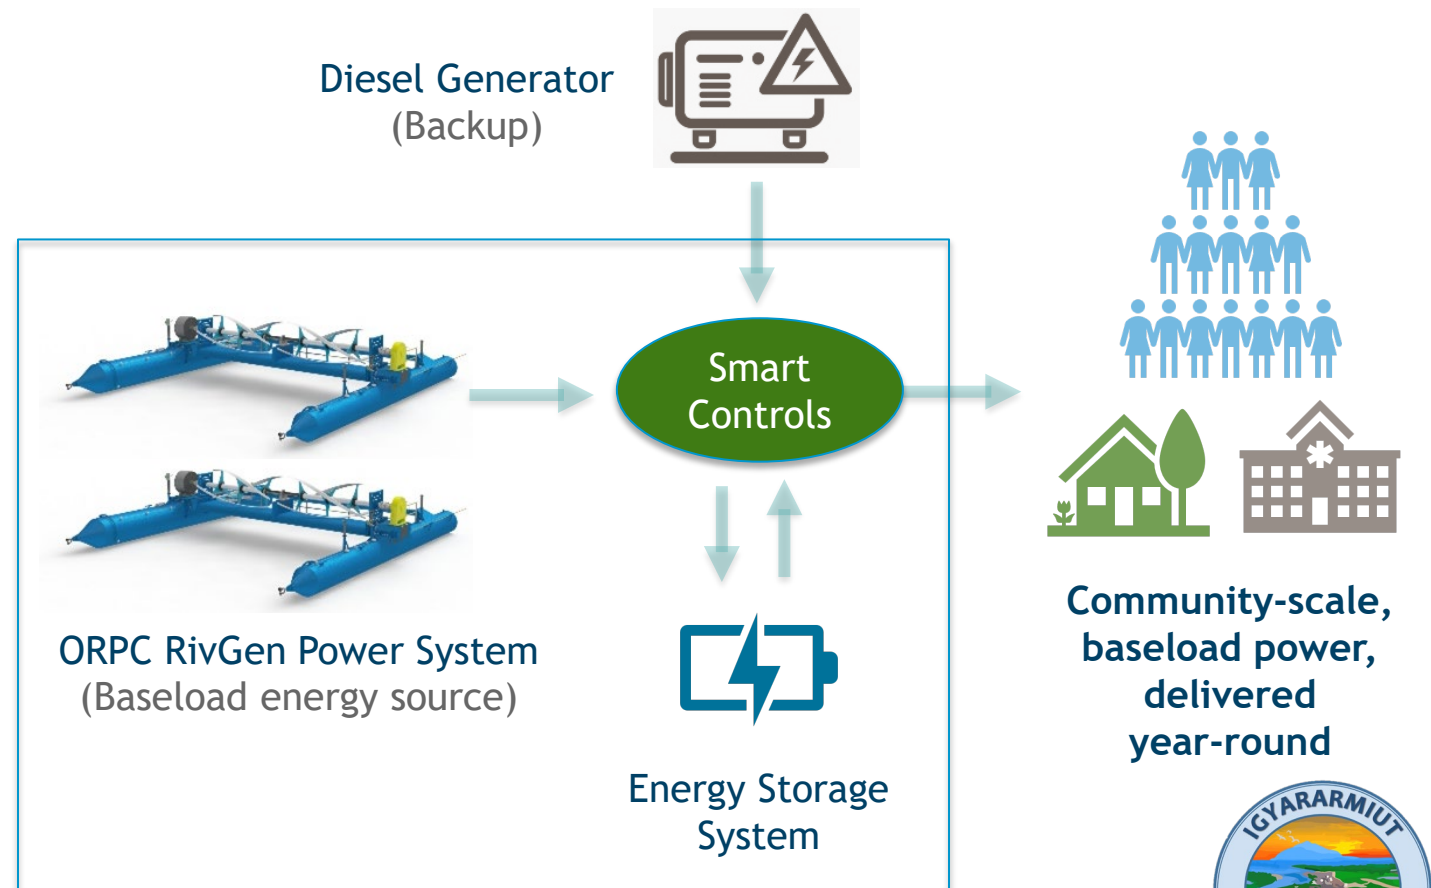 Diesel Generator
(Backup)
Smart
Controls
ORPC RivGen Power System
(Baseload energy source)
Energy Storage
System
Community-scale,
baseload power,
delivered
year-round
IGYARARMIUT